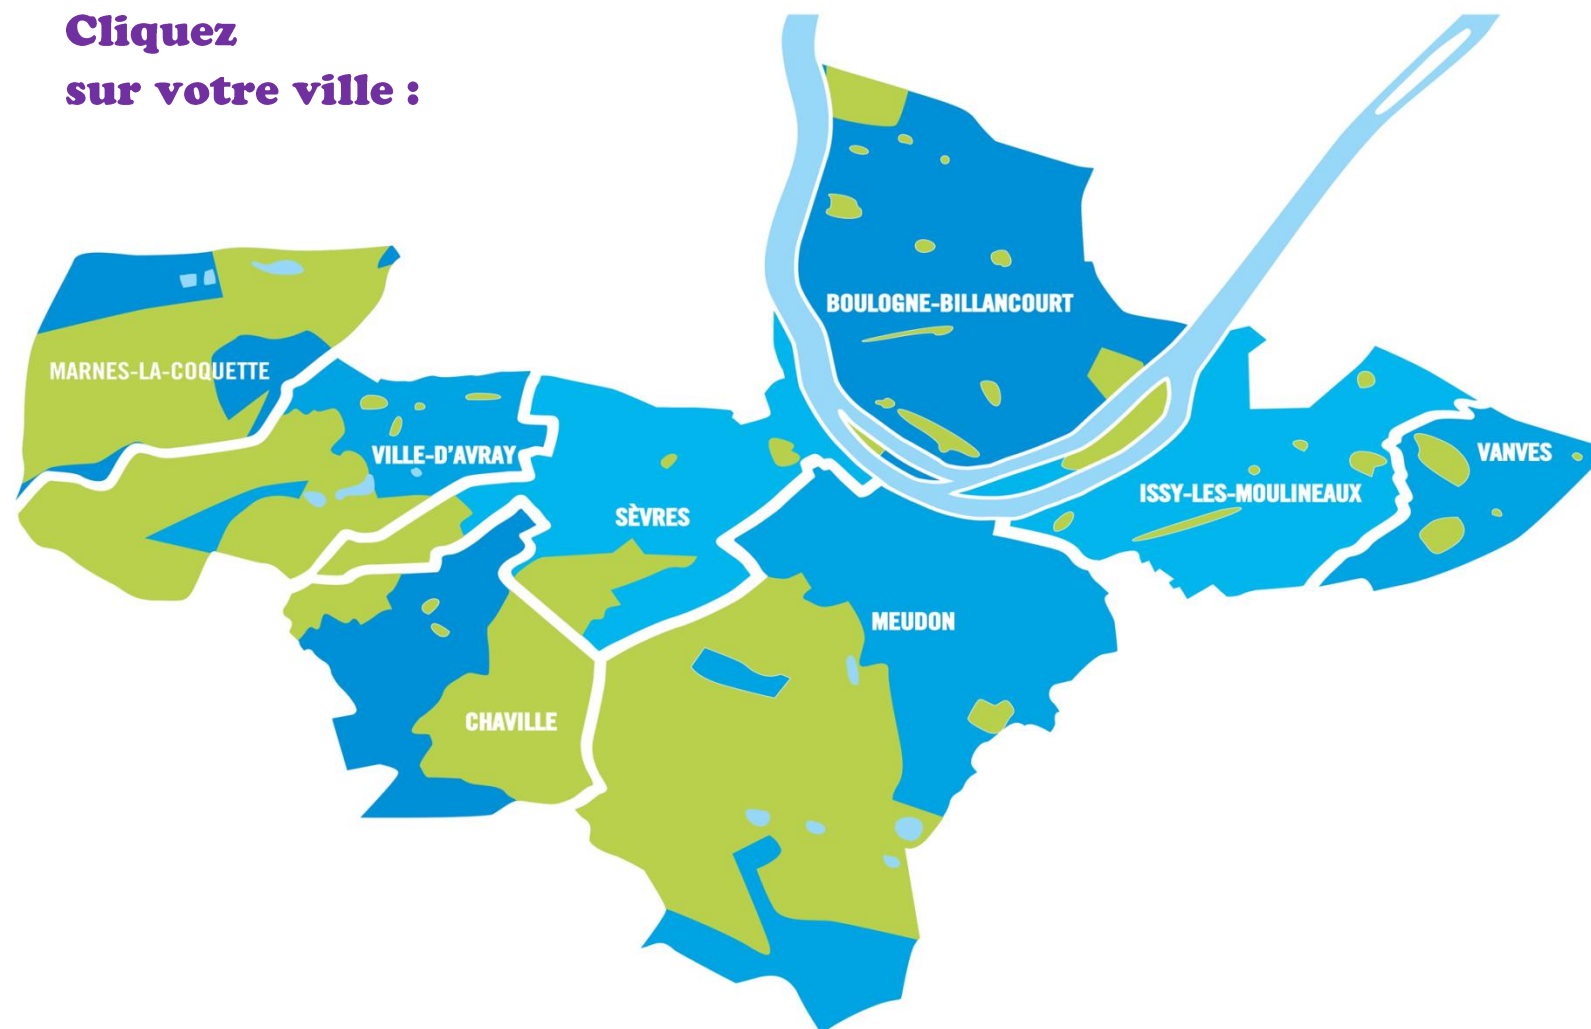 Cliquez
sur votre ville :
BOULOGNE-BILLANCOURT
MARNES-LA-COQUETTE
VILLE-D'AVRAY
VANVES
ISSY-LES-MOULINEAUX
SÈVRES
MEUDON
CHAVILLE